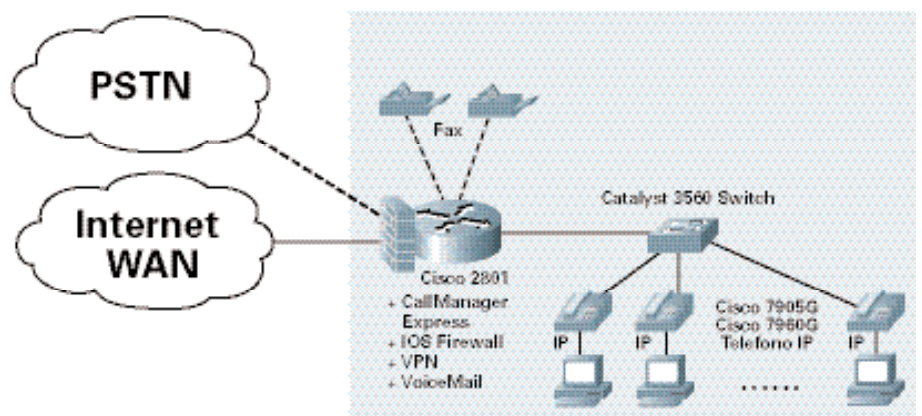 PSTN
Internet
WAN
Fax
Catalyst 3560 Switch
Cisco 2801
+ CallManager
Express
+ IOS Firewall
+ VPN
+ VoiceMail
Cisco 7905G
Cisco 7960G
Telefono IP
IP
IP
IP
......